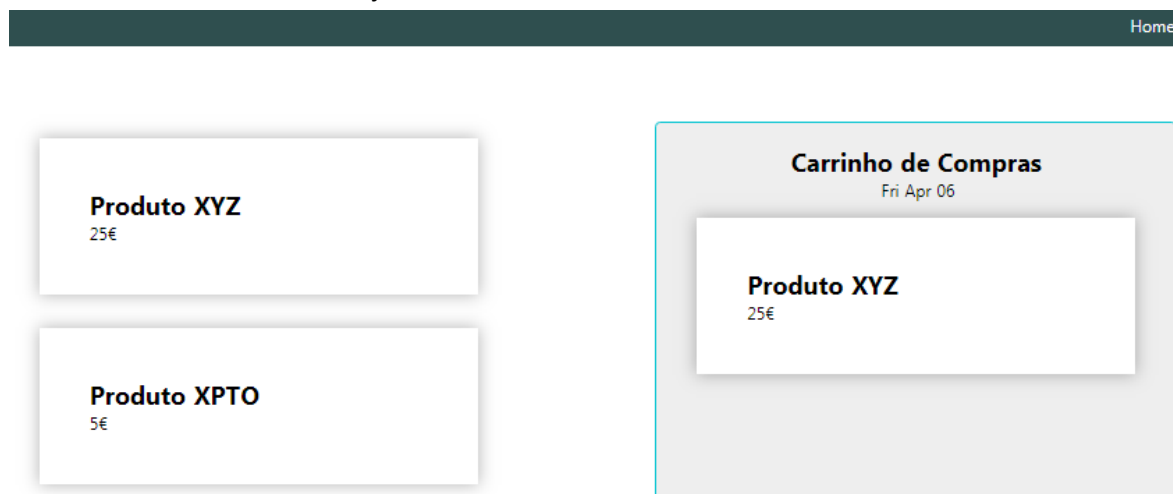 Home
Produto XYZ
25€
Produto XPTO
5€
Carrinho de Compras
Fri Apr 06
Produto XYZ
25€